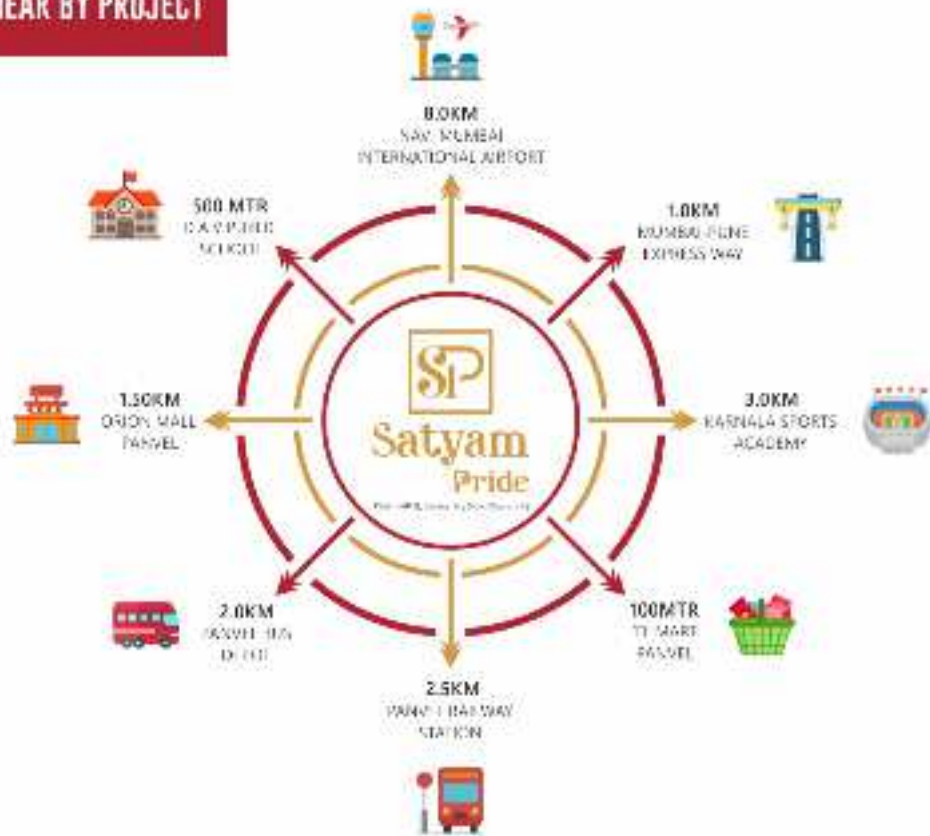 NEAR BY PROJECT
8.0KM
NAVI MUMBAI
INTERNATIONAL AIRPORT
500 MTR
SCHOOL
1.0KM
MUMBAI-PUNE
EXPRESS WAY
1.50KM
ORION MALL
PANVEL
SP
Satyam
Pride
3.0KM
KARNALA SPORTS
ACADEMY
2.0KM
PANVEL BUS
DEPOT
100MTR
MART
PANVEL
2.5KM
PANVEL RAILWAY
STATION